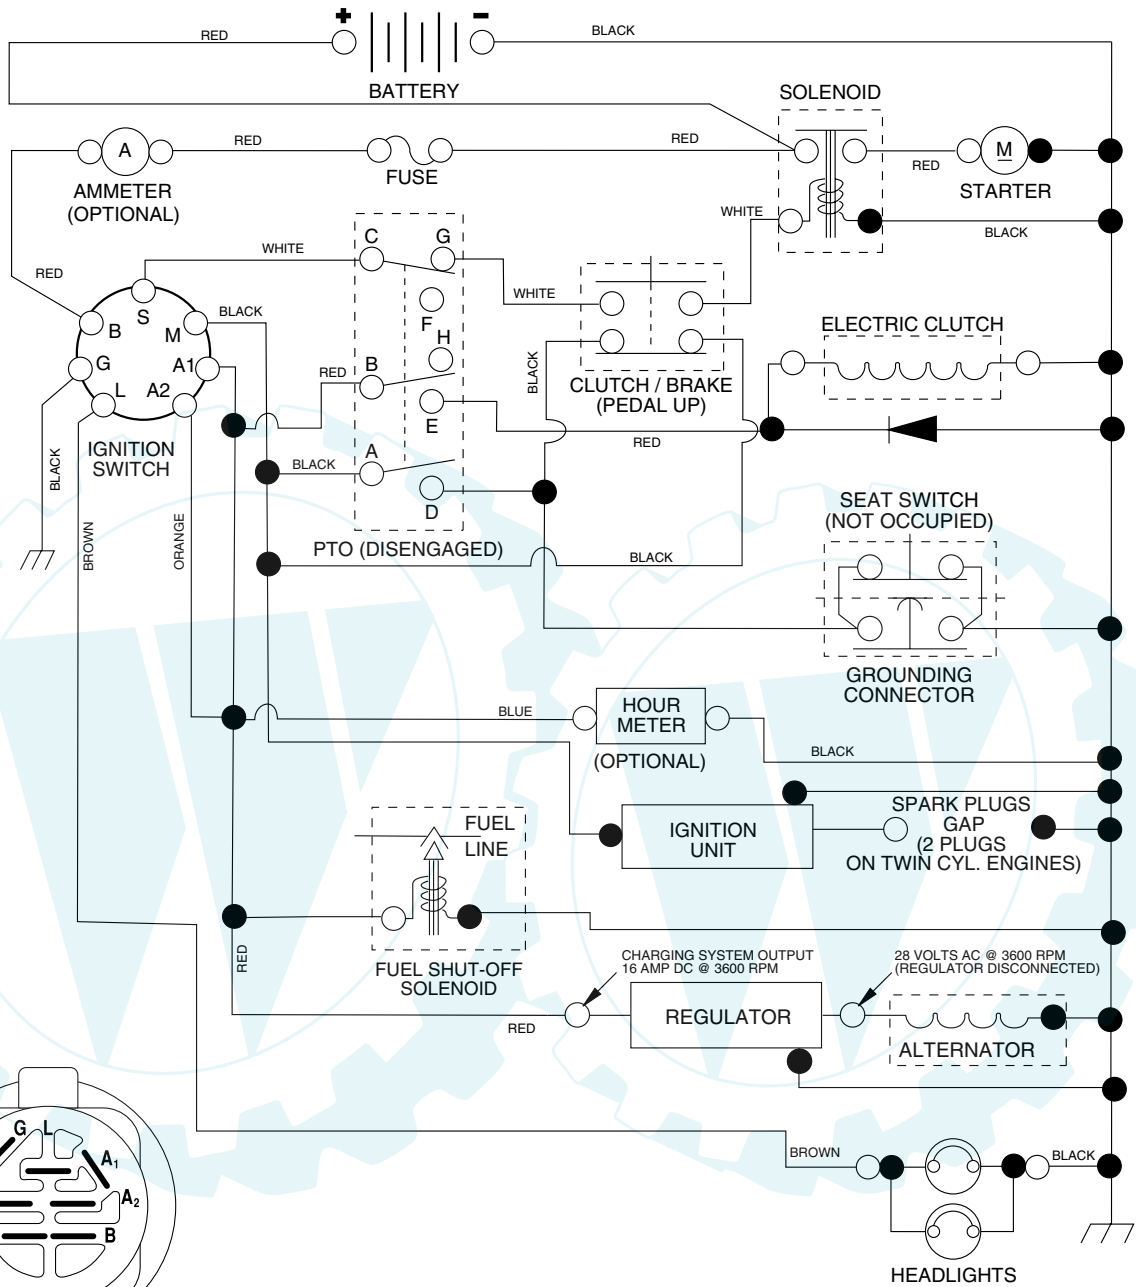 + -
RED
BLACK
BATTERY
SOLENOID
A
RED
RED
M
RED
AMMETER
(OPTIONAL)
FUSE
STARTER
WHITE
BLACK
C G
WHITE
RED
WHITE
S
BLACK
B
M
F
H
ELECTRIC CLUTCH
G
A1
B
RED
BLACK
CLUTCH / BRAKE
(PEDAL UP)
L
A2
E
RED
IGNITION
SWITCH
BLACK
A
BLACK
D
SEAT SWITCH
(NOT OCCUPIED)
BROWN
ORANGE
PTO (DISENGAGED)
BLACK
GROUNDING
CONNECTOR
BLUE
HOUR
METER
(OPTIONAL)
BLACK
FUEL
LINE
IGNITION
UNIT
SPARK PLUGS
GAP
(2 PLUGS
ON TWIN CYL. ENGINES)
RED
FUEL SHUT-OFF
SOLENOID
CHARGING SYSTEM OUTPUT
16 AMP DC @ 3600 RPM
28 VOLTS AC @ 3600 RPM
(REGULATOR DISCONNECTED)
RED
REGULATOR
ALTERNATOR
G L
A1
A2
B
BROWN
BLACK
HEADLIGHTS